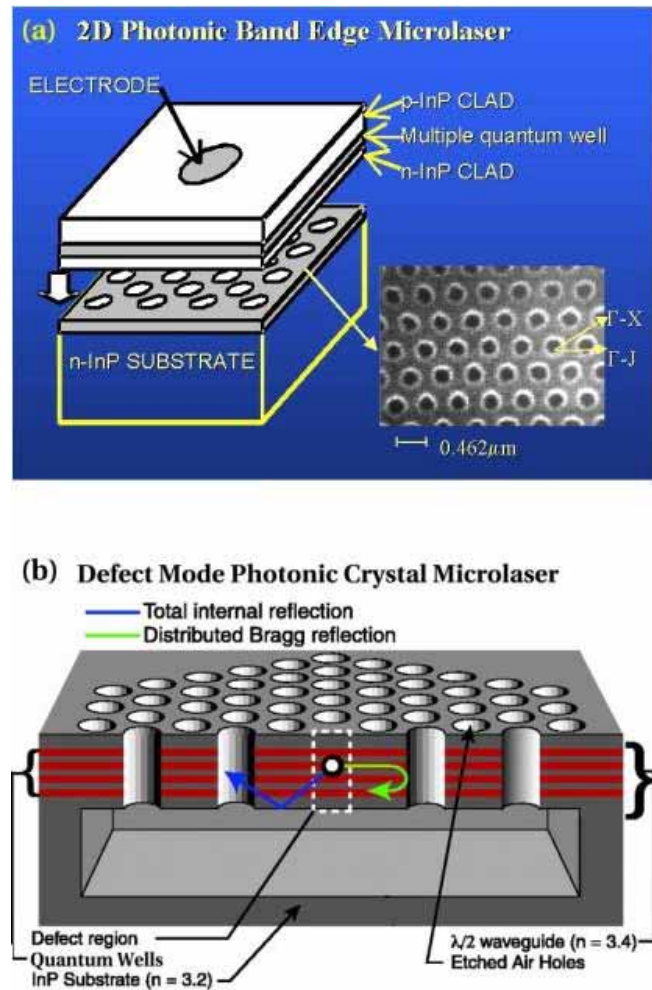 (a) 2D Photonic Band Edge Microlaser
ELECTRODE
p-InP CLAD
Multiple quantum well
n-InP CLAD
n-InP SUBSTRATE
Γ-X
Γ-J
0.462μm
(b) Defect Mode Photonic Crystal Microlaser
Total internal reflection
Distributed Bragg reflection
Defect region
Quantum Wells
InP Substrate (n = 3.2)
λ/2 waveguide (n = 3.4)
Etched Air Holes